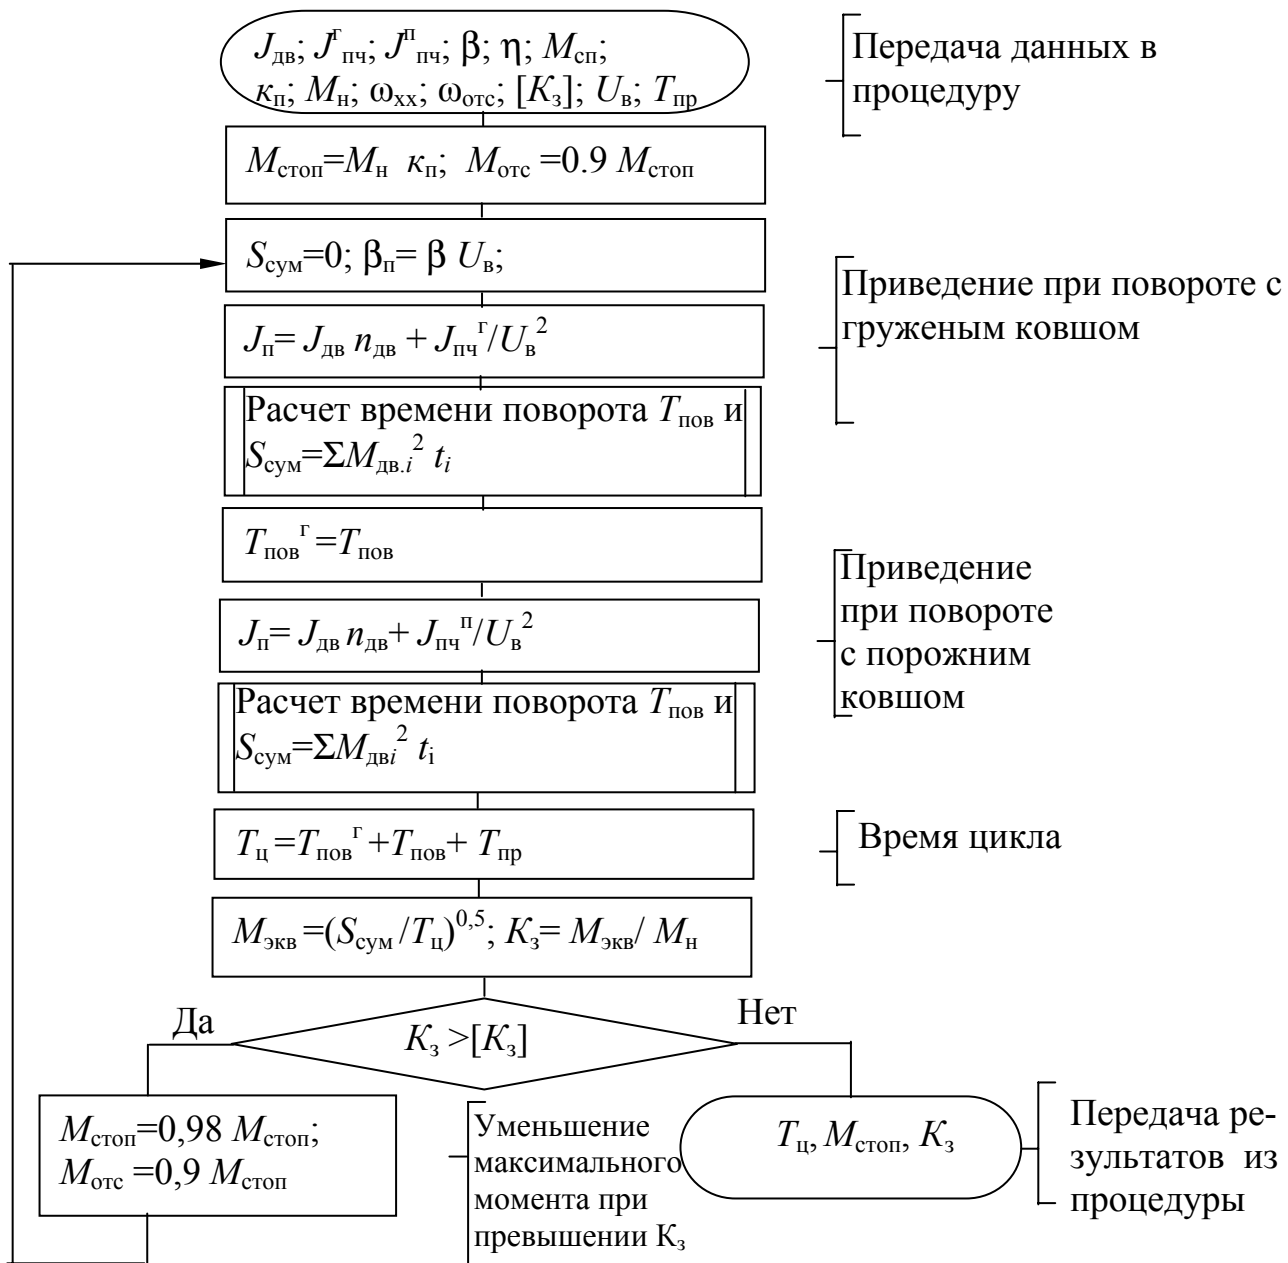 J_дв; J^г_пч; J^п_пч; β; η; M_сп;
κ_п; M_н; ω_хх; ω_отс; [K_з]; U_в; T_пр
Передача данных в
процедуру
M_стоп=M_н κ_п; M_отс =0.9 M_стоп
S_сум=0; β_п= β U_в;
Приведение при повороте с
груженым ковшом
J_п= J_дв n_дв + J_пч^г/U_в^2
Расчет времени поворота T_пов и
S_сум=ΣM_дв.i^2 t_i
T_пов^г=T_пов
Приведение
при повороте
с порожним
ковшом
J_п= J_дв n_дв+ J_пч^п/U_в^2
Расчет времени поворота T_пов и
S_сум=ΣM_двi^2 t_i
T_ц=T_пов^г+T_пов+ T_пр
Время цикла
M_экв=(S_сум/T_ц)^0,5; K_з= M_экв/ M_н
Да
K_з >[K_з]
Нет
M_стоп=0,98 M_стоп;
M_отс =0,9 M_стоп
Уменьшение
максимального
момента при
превышении K_з
T_ц, M_стоп, K_з
Передача ре-
зультатов из
процедуры